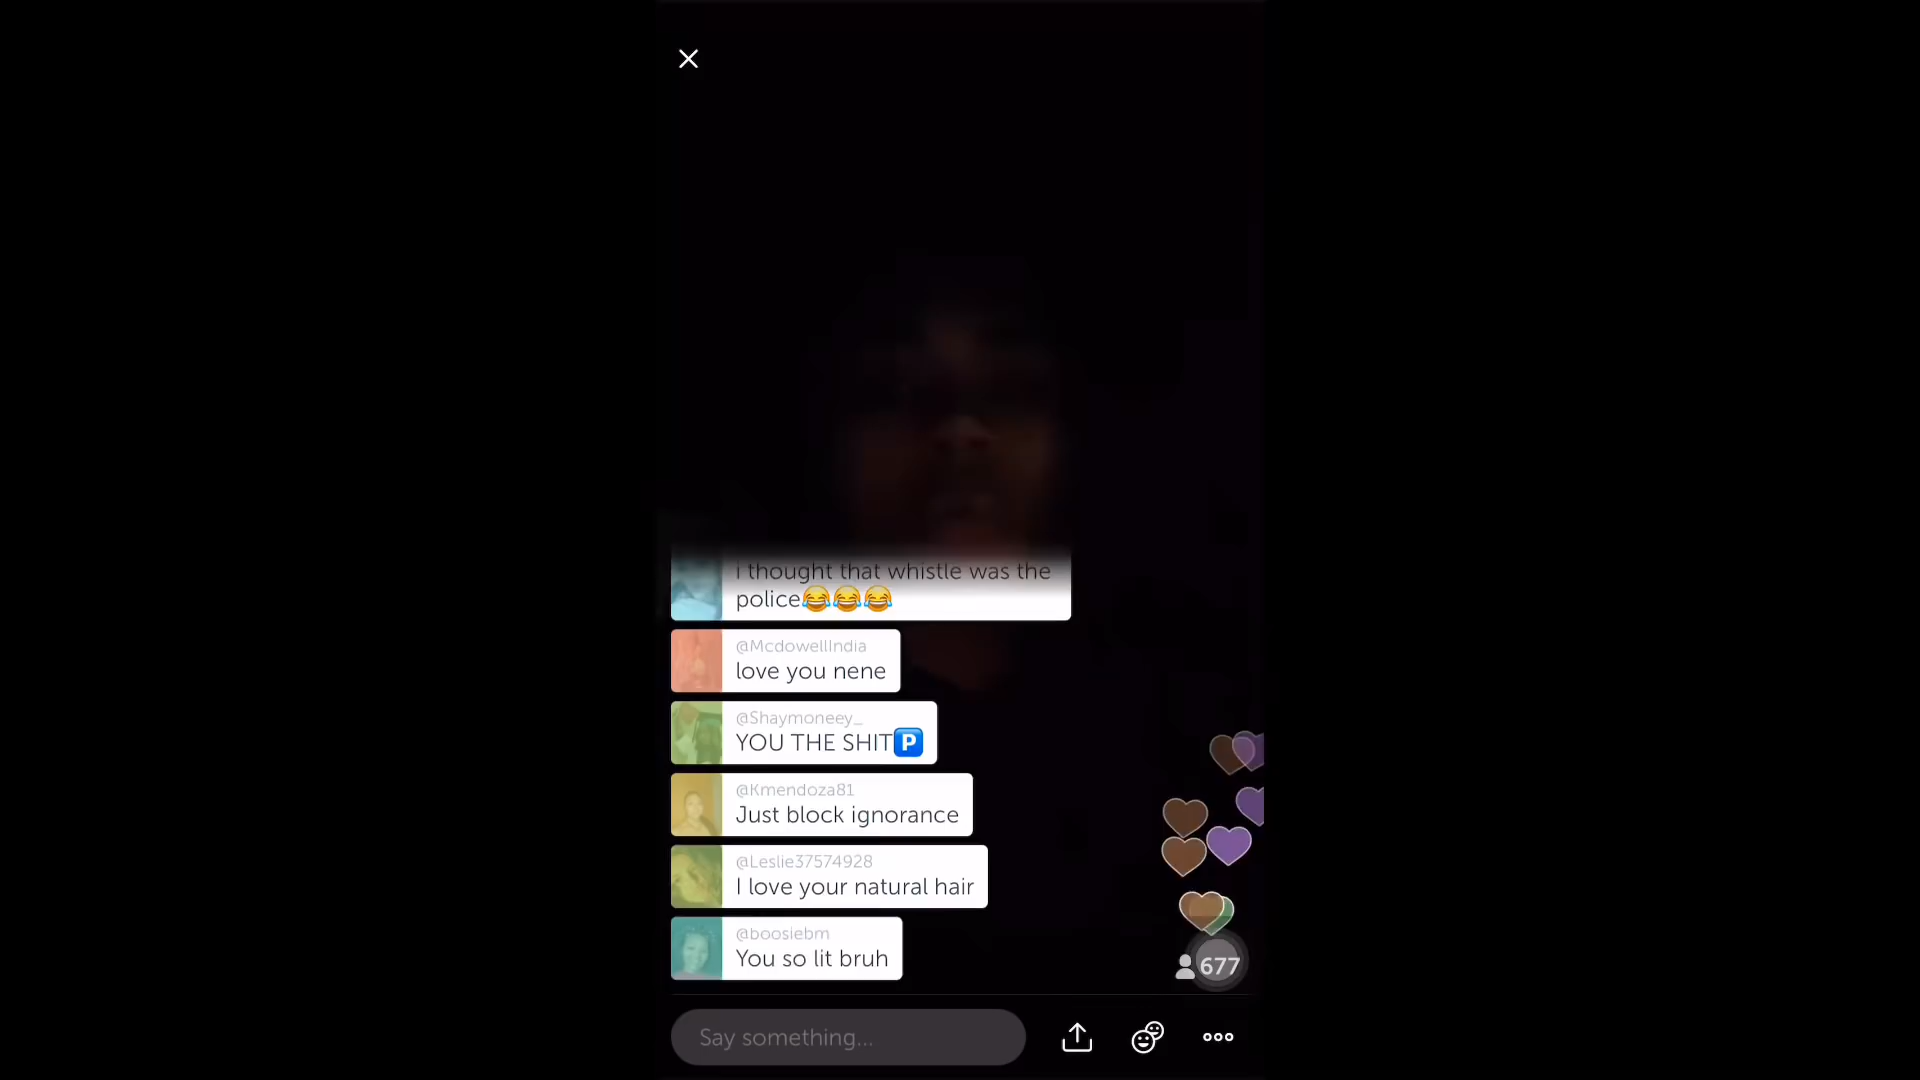 i thought that whistle was the
police😂😂😂
@McdowellIndia
love you nene
@Shaymoneey_
YOU THE SHIT🅿️
@Kmendoza81
Just block ignorance
@Leslie37574928
I love your natural hair
@boosiebm
You so lit bruh
677
Say something...